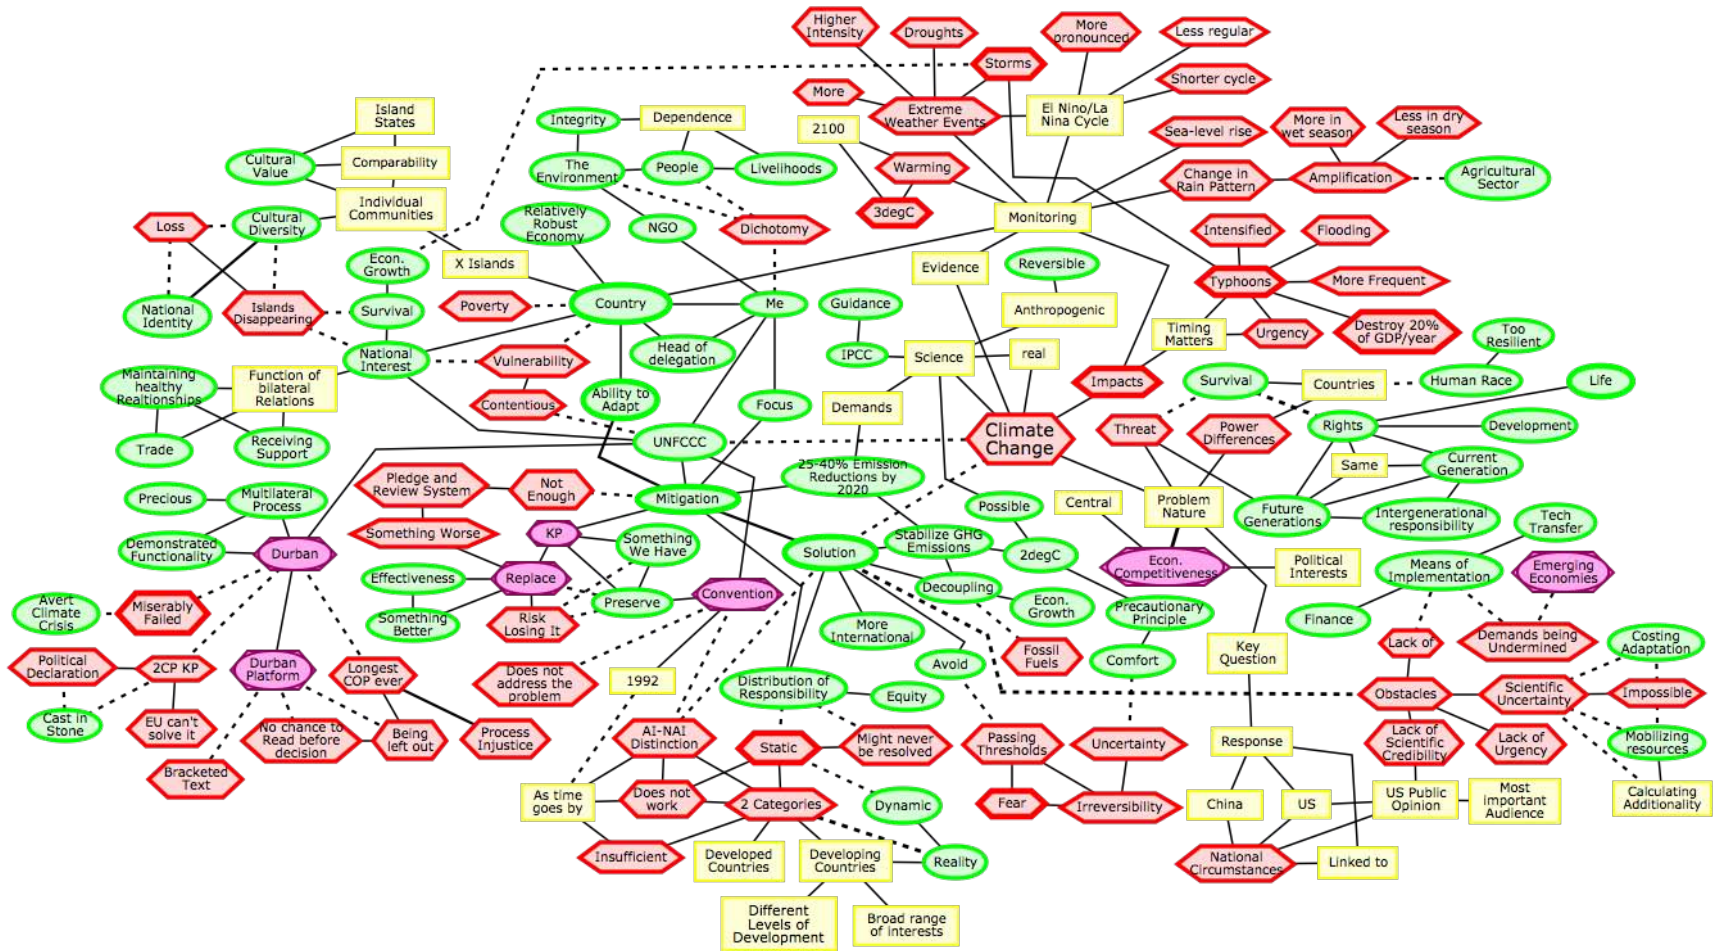 Higher
Intensity
Droughts
More
pronounced
Less regular
Storms
Shorter cycle
More
Extreme
Weather Events
El Nino/La
Nina Cycle
Island
States
Integrity
Dependence
2100
Sea-level rise
More in
wet season
Less in dry
season
Cultural
Value
Comparability
The
Environment
People
Livelihoods
Warming
Change in
Rain Pattern
Amplification
Agricultural
Sector
Individual
Communities
3degC
Monitoring
Loss
Cultural
Diversity
Relatively
Robust
Economy
NGO
Dichotomy
Intensified
Flooding
Econ.
Growth
X Islands
Evidence
Reversible
Typhoons
More Frequent
National
Identity
Islands
Disappearing
Survival
Poverty
Country
Me
Guidance
Anthropogenic
Timing
Matters
Urgency
Destroy 20%
of GDP/year
Too
Resilient
National
Interest
Vulnerability
Head of
delegation
IPCC
Science
real
Maintaining
healthy
Realtionships
Function of
bilateral
Relations
Contentious
Ability to
Adapt
Focus
Demands
Impacts
Survival
Countries
Human Race
Life
Trade
Receiving
Support
UNFCCC
Climate
Change
Threat
Power
Differences
Rights
Development
Same
Current
Generation
Precious
Multilateral
Process
Pledge and
Review System
Not
Enough
Mitigation
25-40% Emission
Reductions by
2020
Possible
Central
Problem
Nature
Future
Generations
Intergenerational
responsibility
Tech
Transfer
Demonstrated
Functionality
Durban
Something Worse
KP
Something
We Have
Solution
Stabilize GHG
Emissions
2degC
Econ.
Competitiveness
Political
Interests
Means of
Implementation
Emerging
Economies
Effectiveness
Replace
Preserve
Convention
Decoupling
Econ.
Growth
Precautionary
Principle
Finance
Avert
Climate
Crisis
Miserably
Failed
Something
Better
Risk
Losing It
More
International
Fossil
Fuels
Key
Question
Lack of
Demands being
Undermined
Costing
Adaptation
Political
Declaration
2CP KP
Durban
Platform
Longest
COP ever
Does not
address the
problem
1992
Distribution of
Responsibility
Equity
Avoid
Comfort
Obstacles
Scientific
Uncertainty
Impossible
Cast in
Stone
EU can't
solve it
No chance to
Read before
decision
Being
left out
Process
Injustice
AI-NAI
Distinction
Static
Might never
be resolved
Passing
Thresholds
Uncertainty
Response
Lack of
Scientific
Credibility
Lack of
Urgency
Mobilizing
resources
Bracketed
Text
As time
goes by
Does not
work
2 Categories
Dynamic
Fear
Irreversibility
China
US
US Public
Opinion
Most
important
Audience
Calculating
Additionality
Insufficient
Developed
Countries
Developing
Countries
Reality
National
Circumstances
Linked to
Different
Levels of
Development
Broad range
of interests